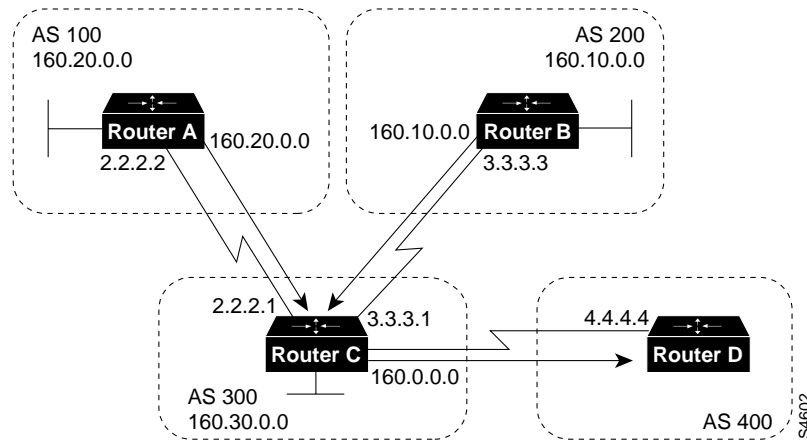 AS 100
160.20.0.0
AS 200
160.10.0.0
Router A
160.20.0.0
2.2.2.2
160.10.0.0
Router B
3.3.3.3
2.2.2.1
3.3.3.1
4.4.4.4
Router C
Router D
160.0.0.0
AS 300
160.30.0.0
AS 400
S4602